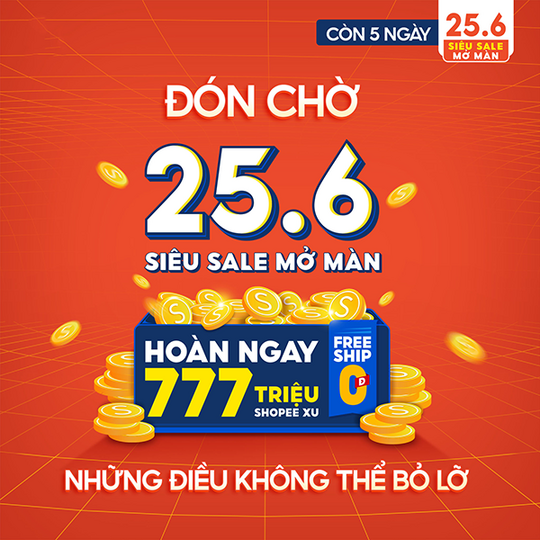 CÒN 5 NGÀY
25.6
SIÊU SALE
MỞ MÀN
ĐÓN CHỜ
25.6
SIÊU SALE MỞ MÀN
HOÀN NGAY
777 TRIỆU
SHOPEE XU
FREE
SHIP
0Đ
NHỮNG ĐIỀU KHÔNG THỂ BỎ LỠ